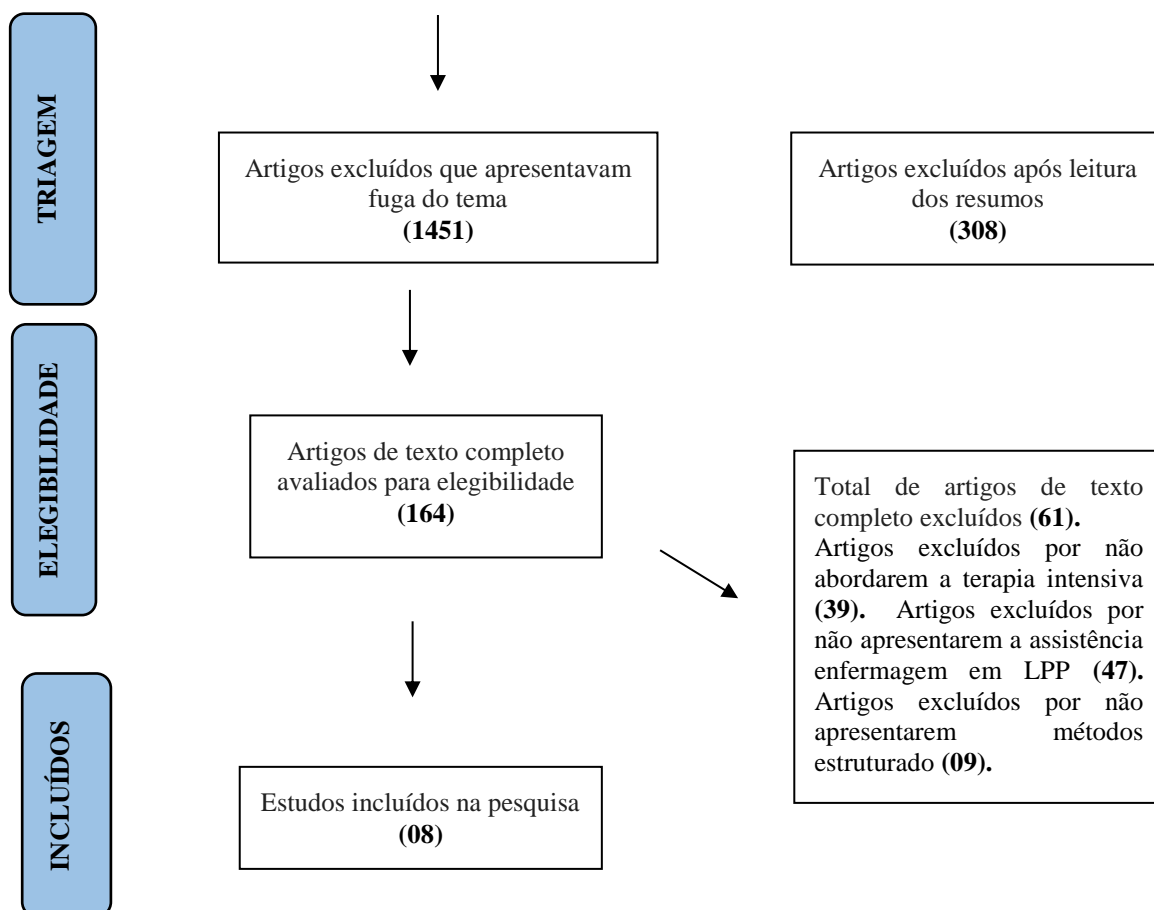 TRIAGEM
Artigos excluídos que apresentavam
fuga do tema
(1451)
Artigos excluídos após leitura
dos resumos
(308)
ELEGIBILIDADE
Artigos de texto completo
avaliados para elegibilidade
(164)
Total de artigos de texto
completo excluídos (61).
Artigos excluídos por não
abordarem a terapia intensiva
(39). Artigos excluídos por
não apresentarem a assistência
enfermagem em LPP (47).
Artigos excluídos por não
apresentarem métodos
estruturado (09).
INCLUÍDOS
Estudos incluídos na pesquisa
(08)